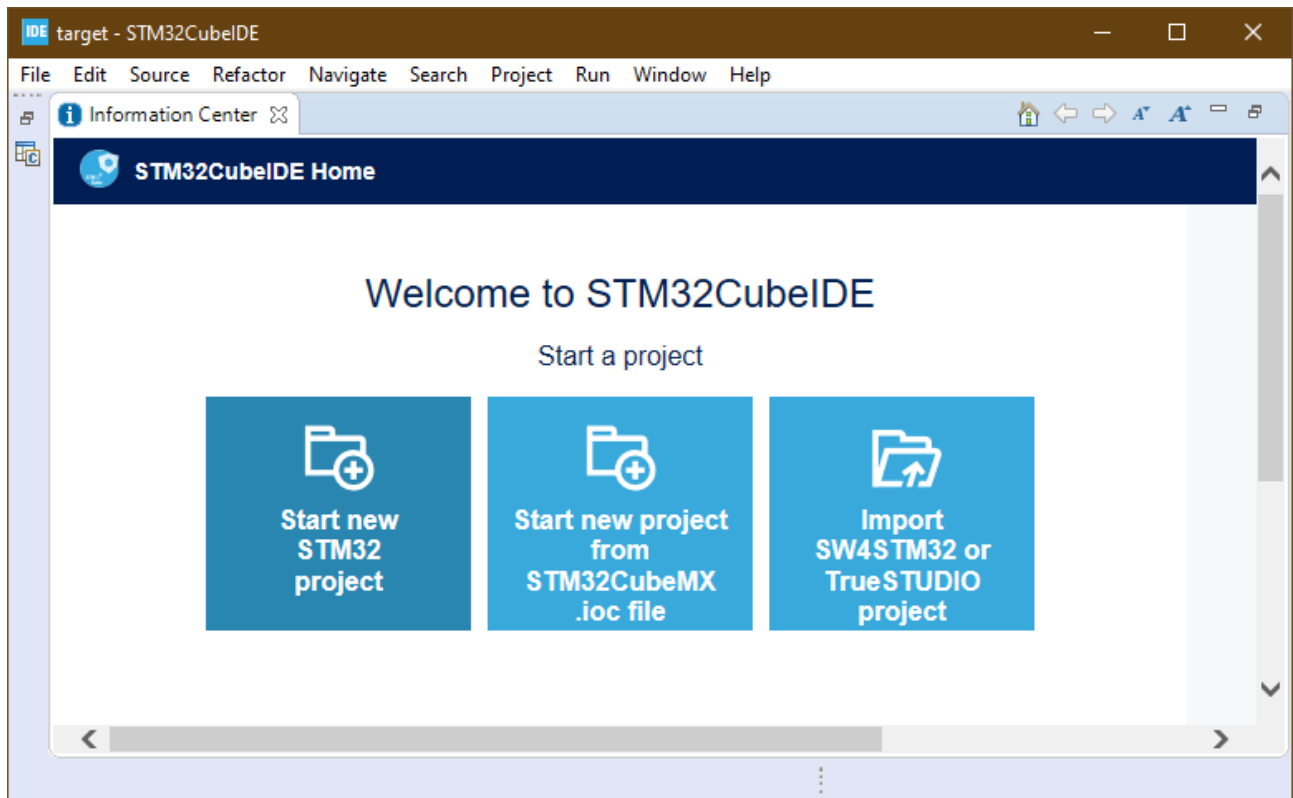 IDE target - STM32CubeIDE
File Edit Source Refactor Navigate Search Project Run Window Help
Information Center
STM32CubeIDE Home
Welcome to STM32CubeIDE
Start a project
Start new
STM32
project
Start new project
from
STM32CubeMX
.ioc file
Import
SW4STM32 or
TrueSTUDIO
project